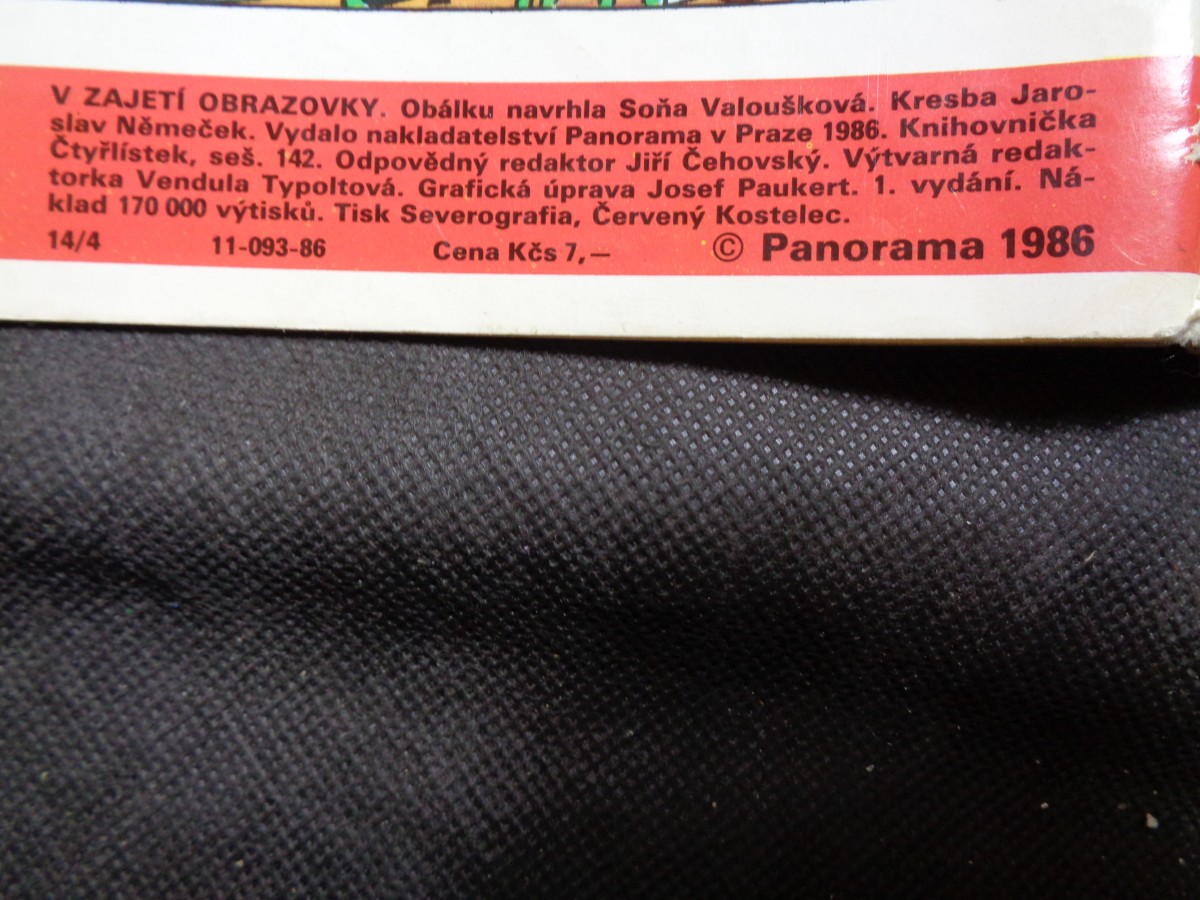 V ZAJETÍ OBRAZOVKY. Obálku navrhla Soňa Valoušková. Kresba Jaro-
slav Němeček. Vydalo nakladatelství Panorama v Praze 1986. Knihovnička
Čtyřlístek, seš. 142. Odpovědný redaktor Jiří Čehovský. Výtvarná redak-
torka Vendula Typoltová. Grafická úprava Josef Paukert. 1. vydání. Ná-
klad 170 000 výtisků. Tisk Severografia, Červený Kostelec.
14/4 11-093-86 Cena Kčs 7,— © Panorama 1986